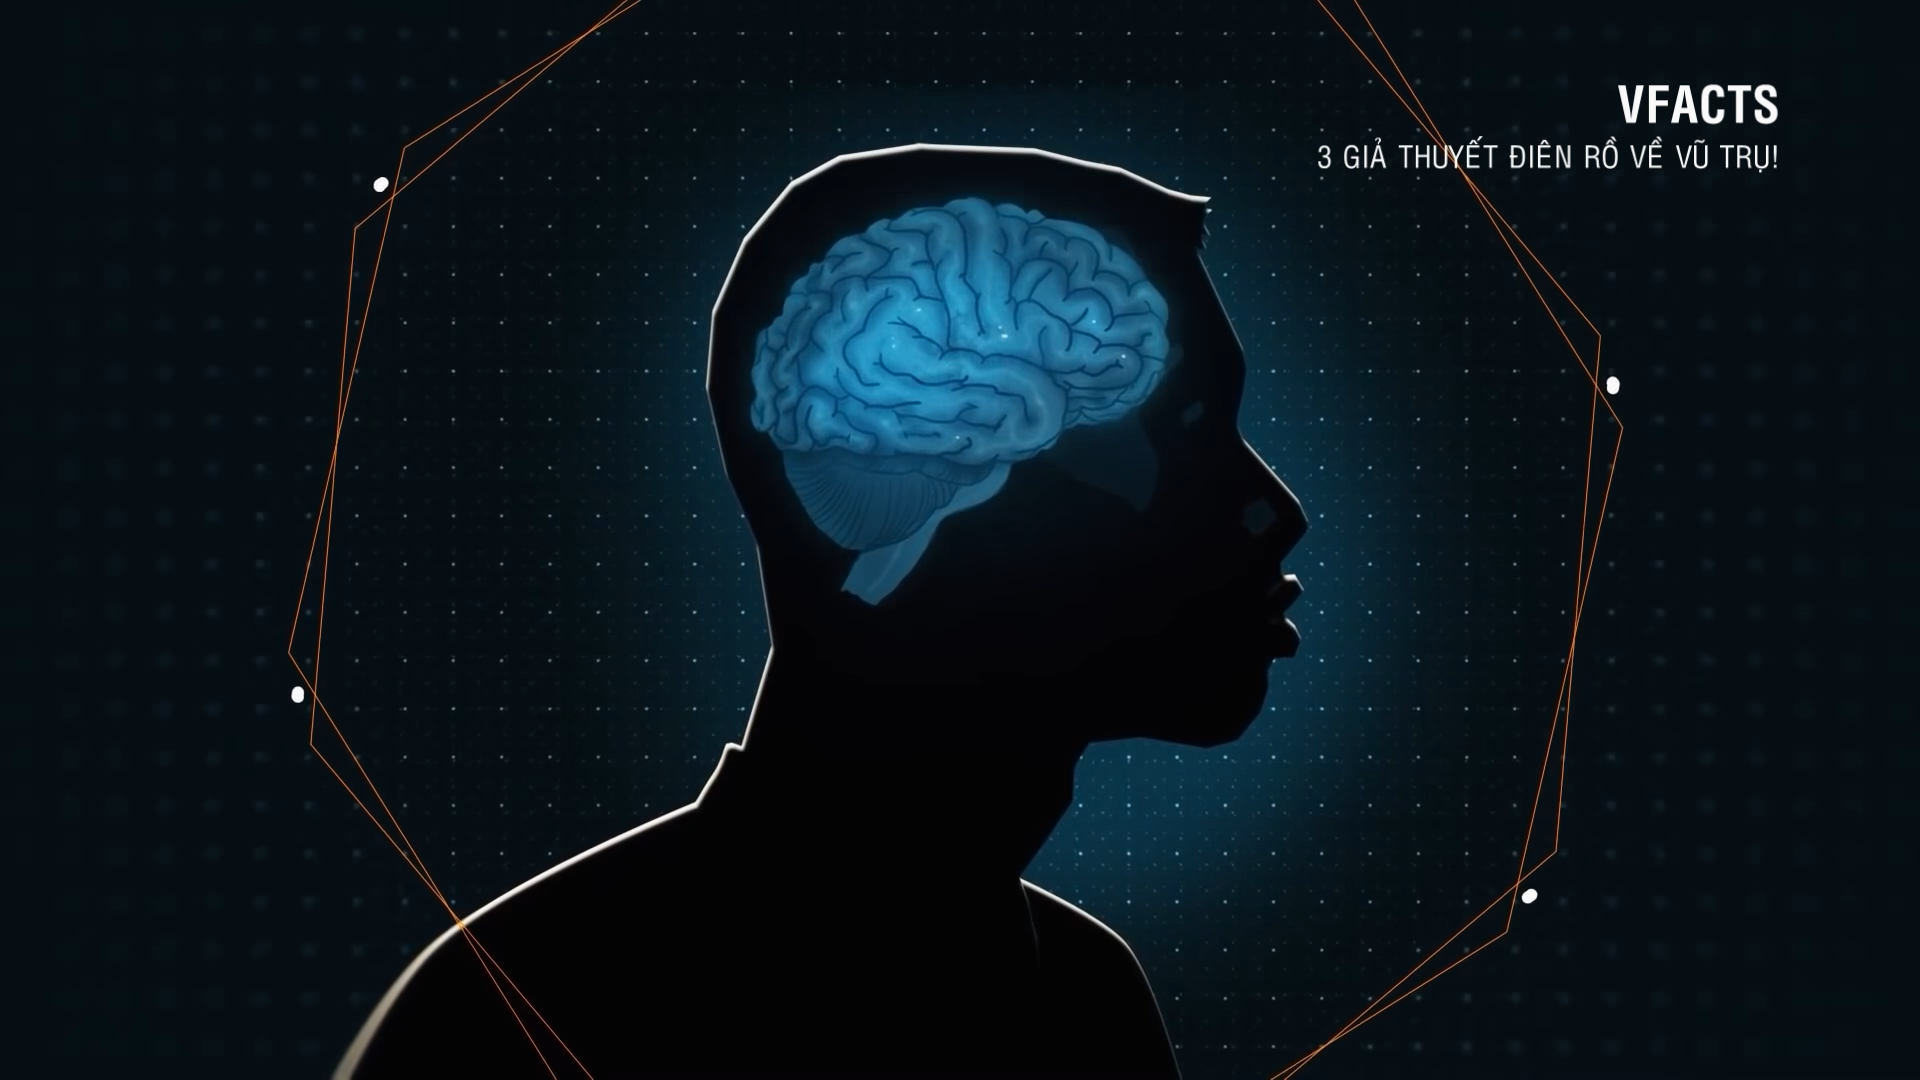 VFACTS
3 GIẢ THUYẾT ĐIÊN RỒ VỀ VŨ TRỤ!